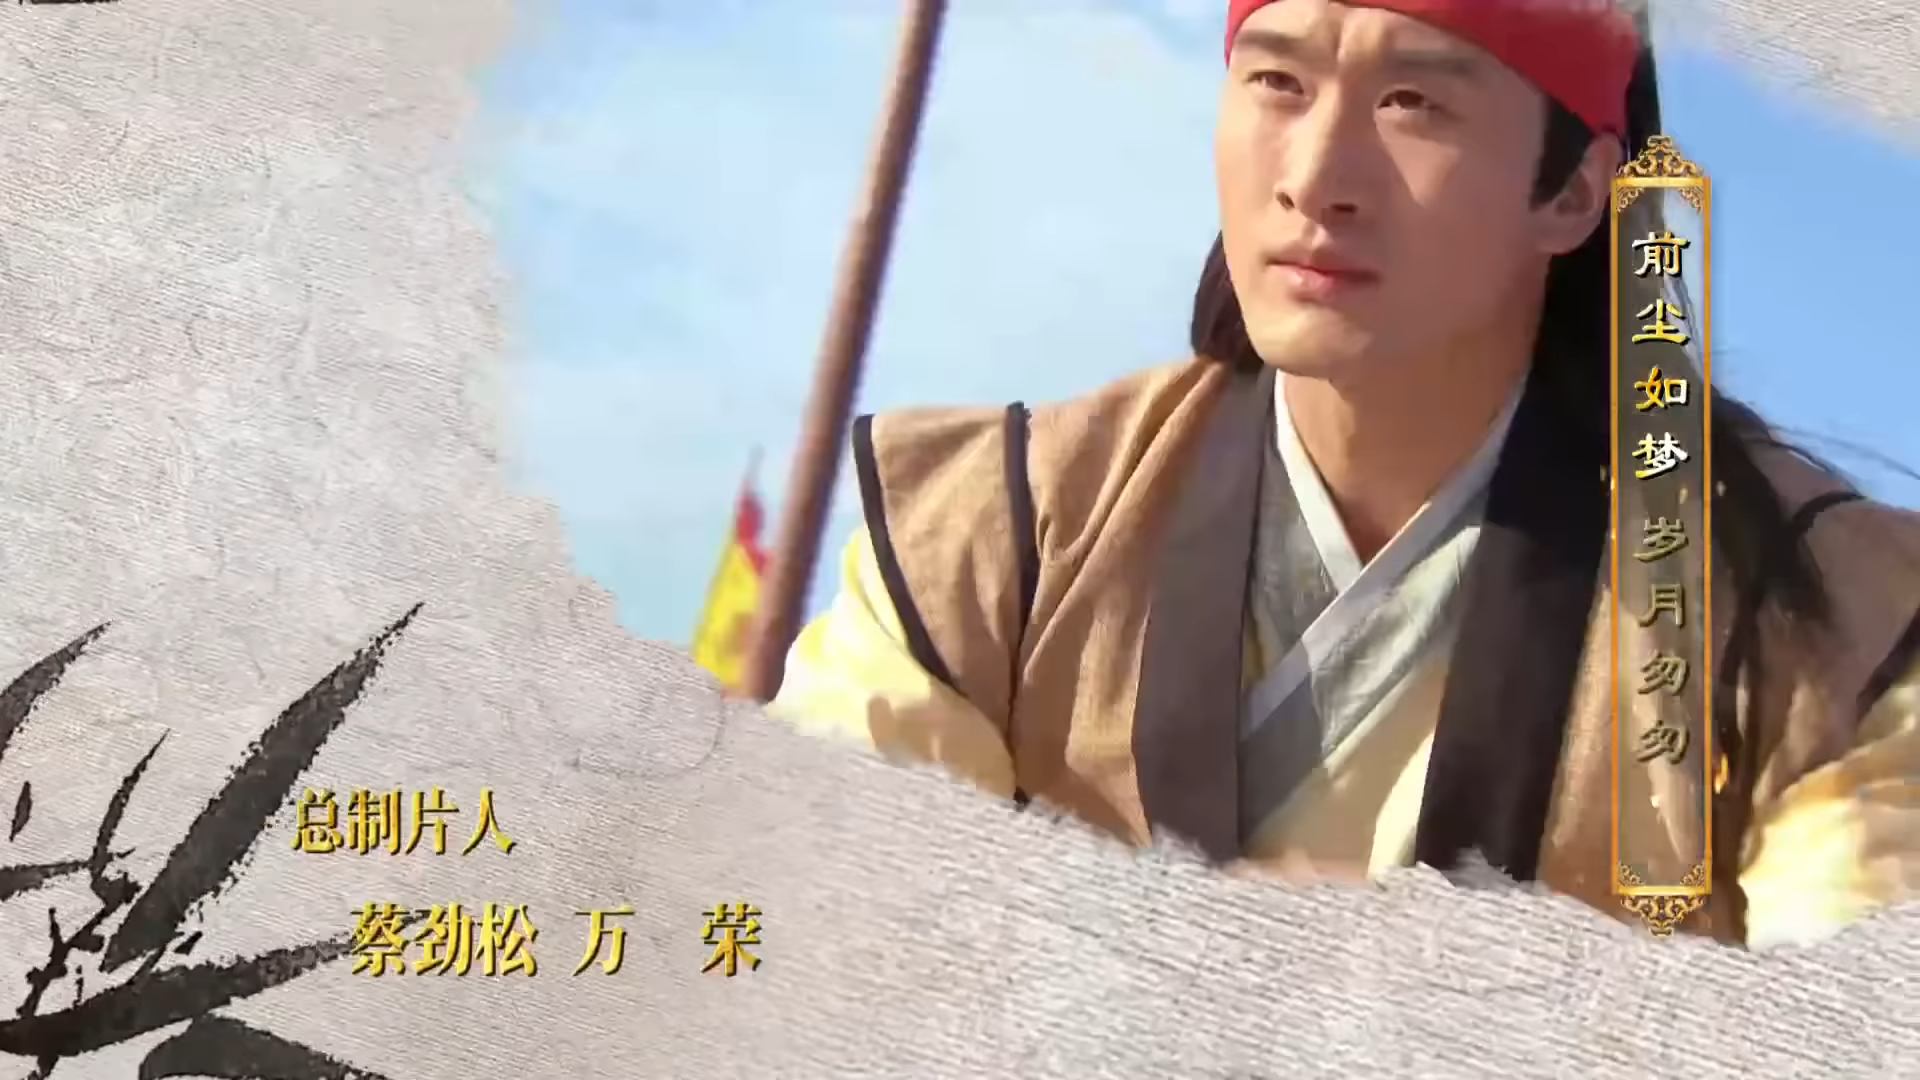 总制片人
蔡劲松 万 荣
前尘如梦岁月匆匆